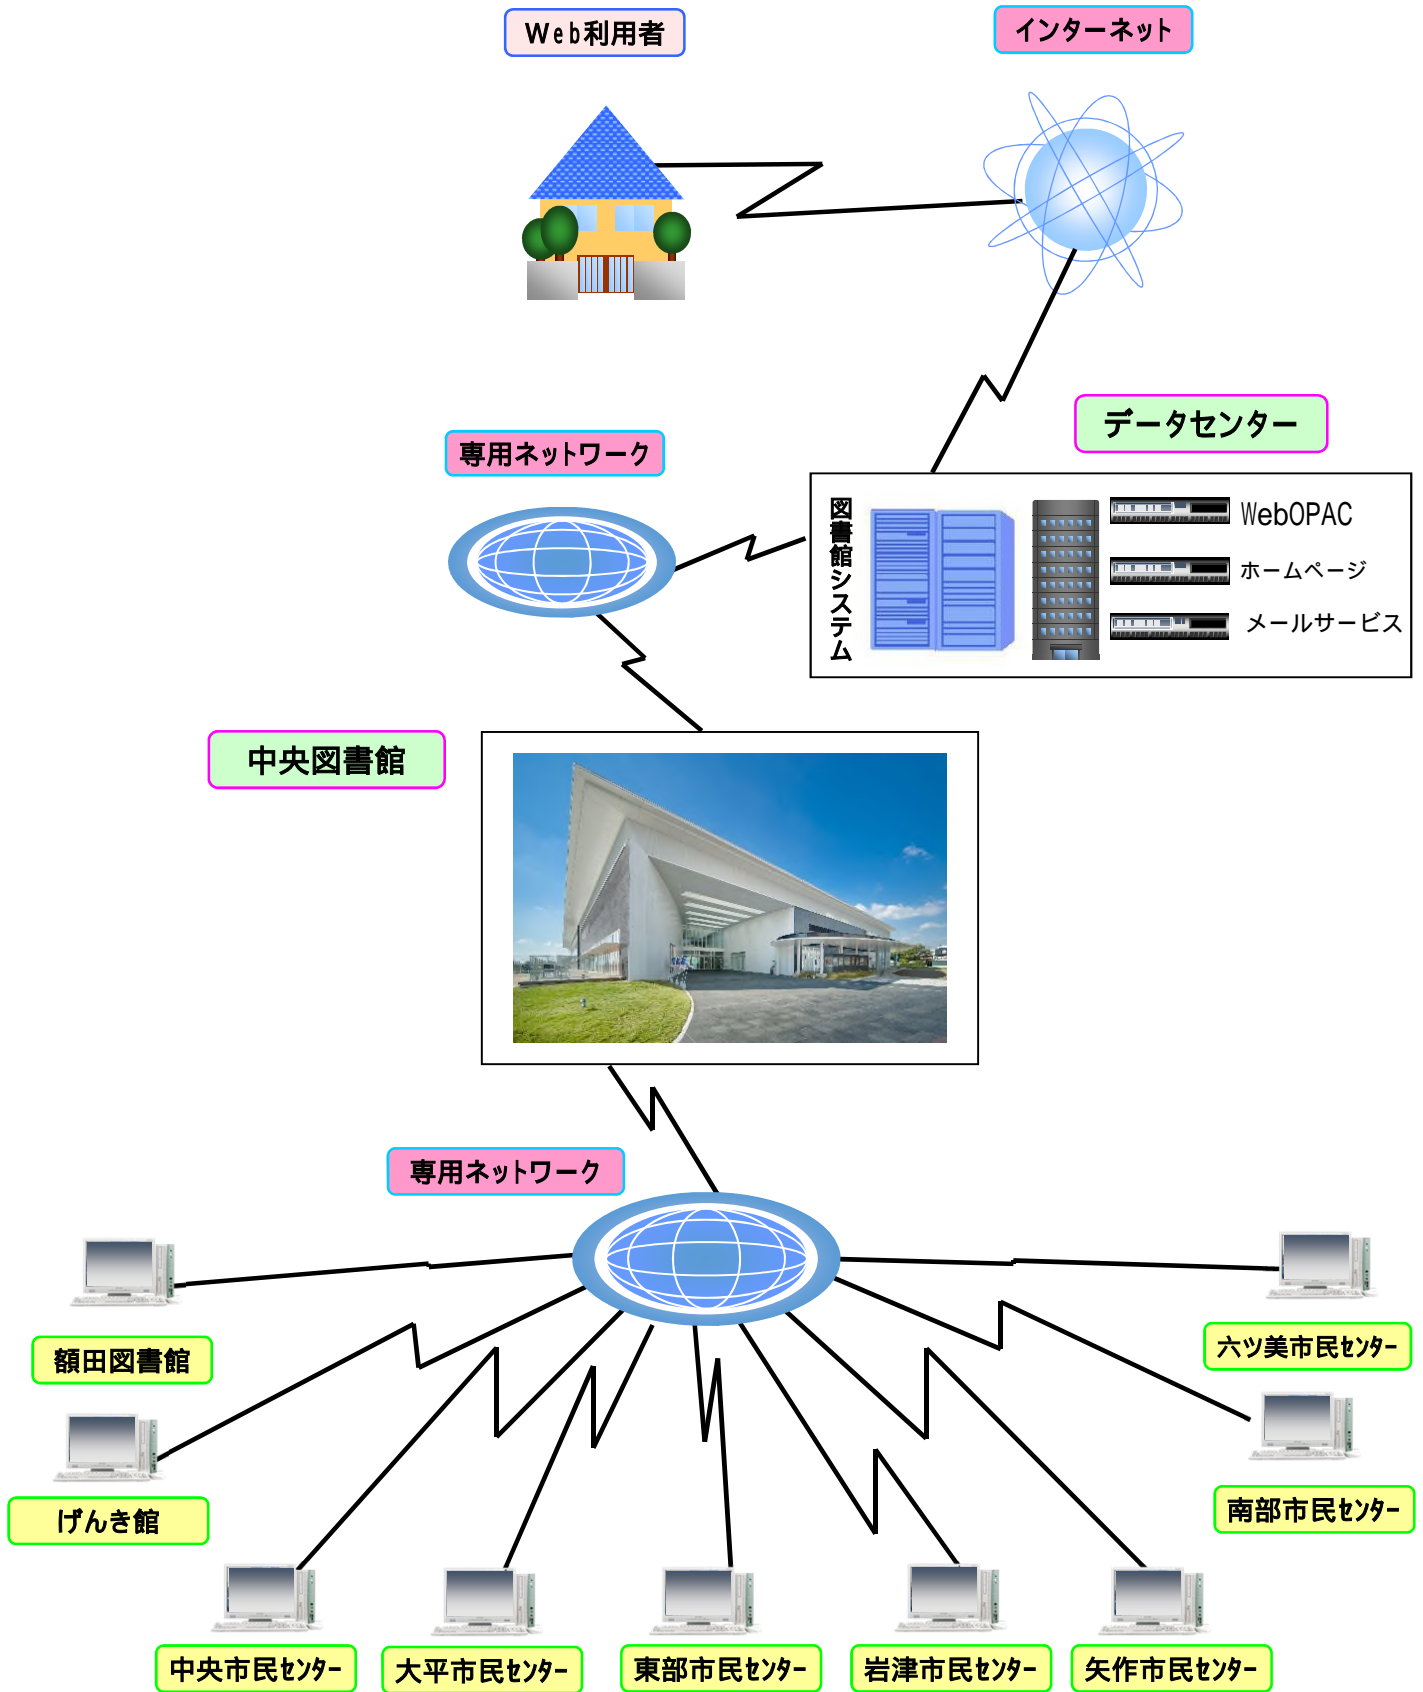 Web利用者
インターネット
データセンター
専用ネットワーク
図書館システム
WebOPAC
ホームページ
メールサービス
中央図書館
専用ネットワーク
額田図書館
六ツ美市民ｾﾝﾀｰ
げんき館
南部市民ｾﾝﾀｰ
中央市民ｾﾝﾀｰ
大平市民ｾﾝﾀｰ
東部市民ｾﾝﾀｰ
岩津市民ｾﾝﾀｰ
矢作市民ｾﾝﾀｰ